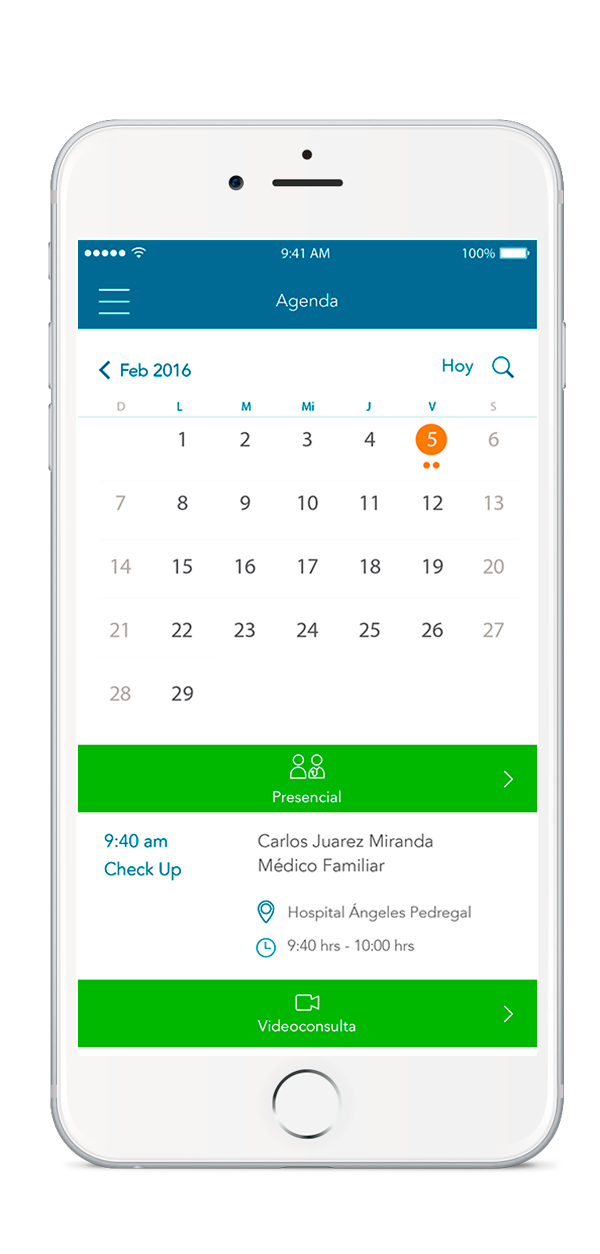 9:41 AM 100%
Agenda
Feb 2016 Hoy
D L M Mi J V S
1 2 3 4 5 6
7 8 9 10 11 12 13
14 15 16 17 18 19 20
21 22 23 24 25 26 27
28 29
Presencial
9:40 am Carlos Juarez Miranda
Check Up Médico Familiar
Hospital Ángeles Pedregal
9:40 hrs - 10:00 hrs
Videoconsulta